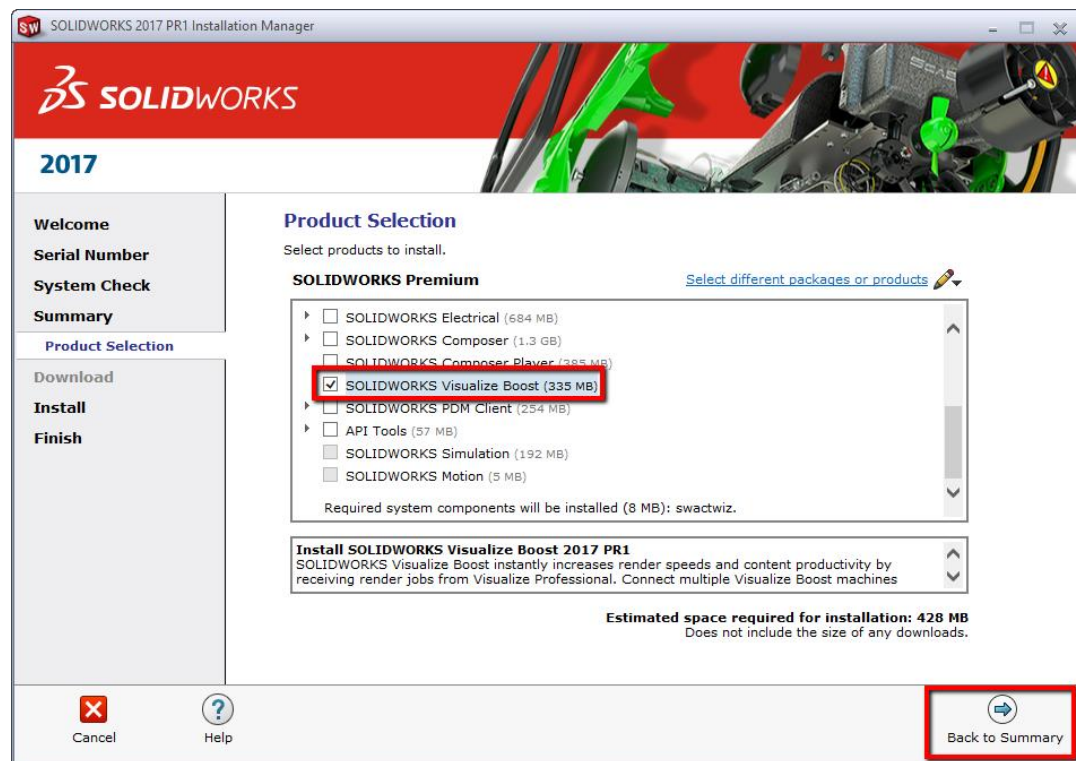 SW SOLIDWORKS 2017 PR1 Installation Manager
SOLIDWORKS
2017
Welcome
Serial Number
System Check
Summary
Product Selection
Download
Install
Finish
Product Selection
Select products to install.
SOLIDWORKS Premium Select different packages or products
SOLIDWORKS Electrical (684 MB)
SOLIDWORKS Composer (1.3 GB)
SOLIDWORKS Composer Player (385 MB)
SOLIDWORKS Visualize Boost (335 MB)
SOLIDWORKS PDM Client (254 MB)
API Tools (57 MB)
SOLIDWORKS Simulation (192 MB)
SOLIDWORKS Motion (5 MB)
Required system components will be installed (8 MB): swactwiz.
Install SOLIDWORKS Visualize Boost 2017 PR1
SOLIDWORKS Visualize Boost instantly increases render speeds and content productivity by
receiving render jobs from Visualize Professional. Connect multiple Visualize Boost machines
Estimated space required for installation: 428 MB
Does not include the size of any downloads.
Cancel
Help
Back to Summary